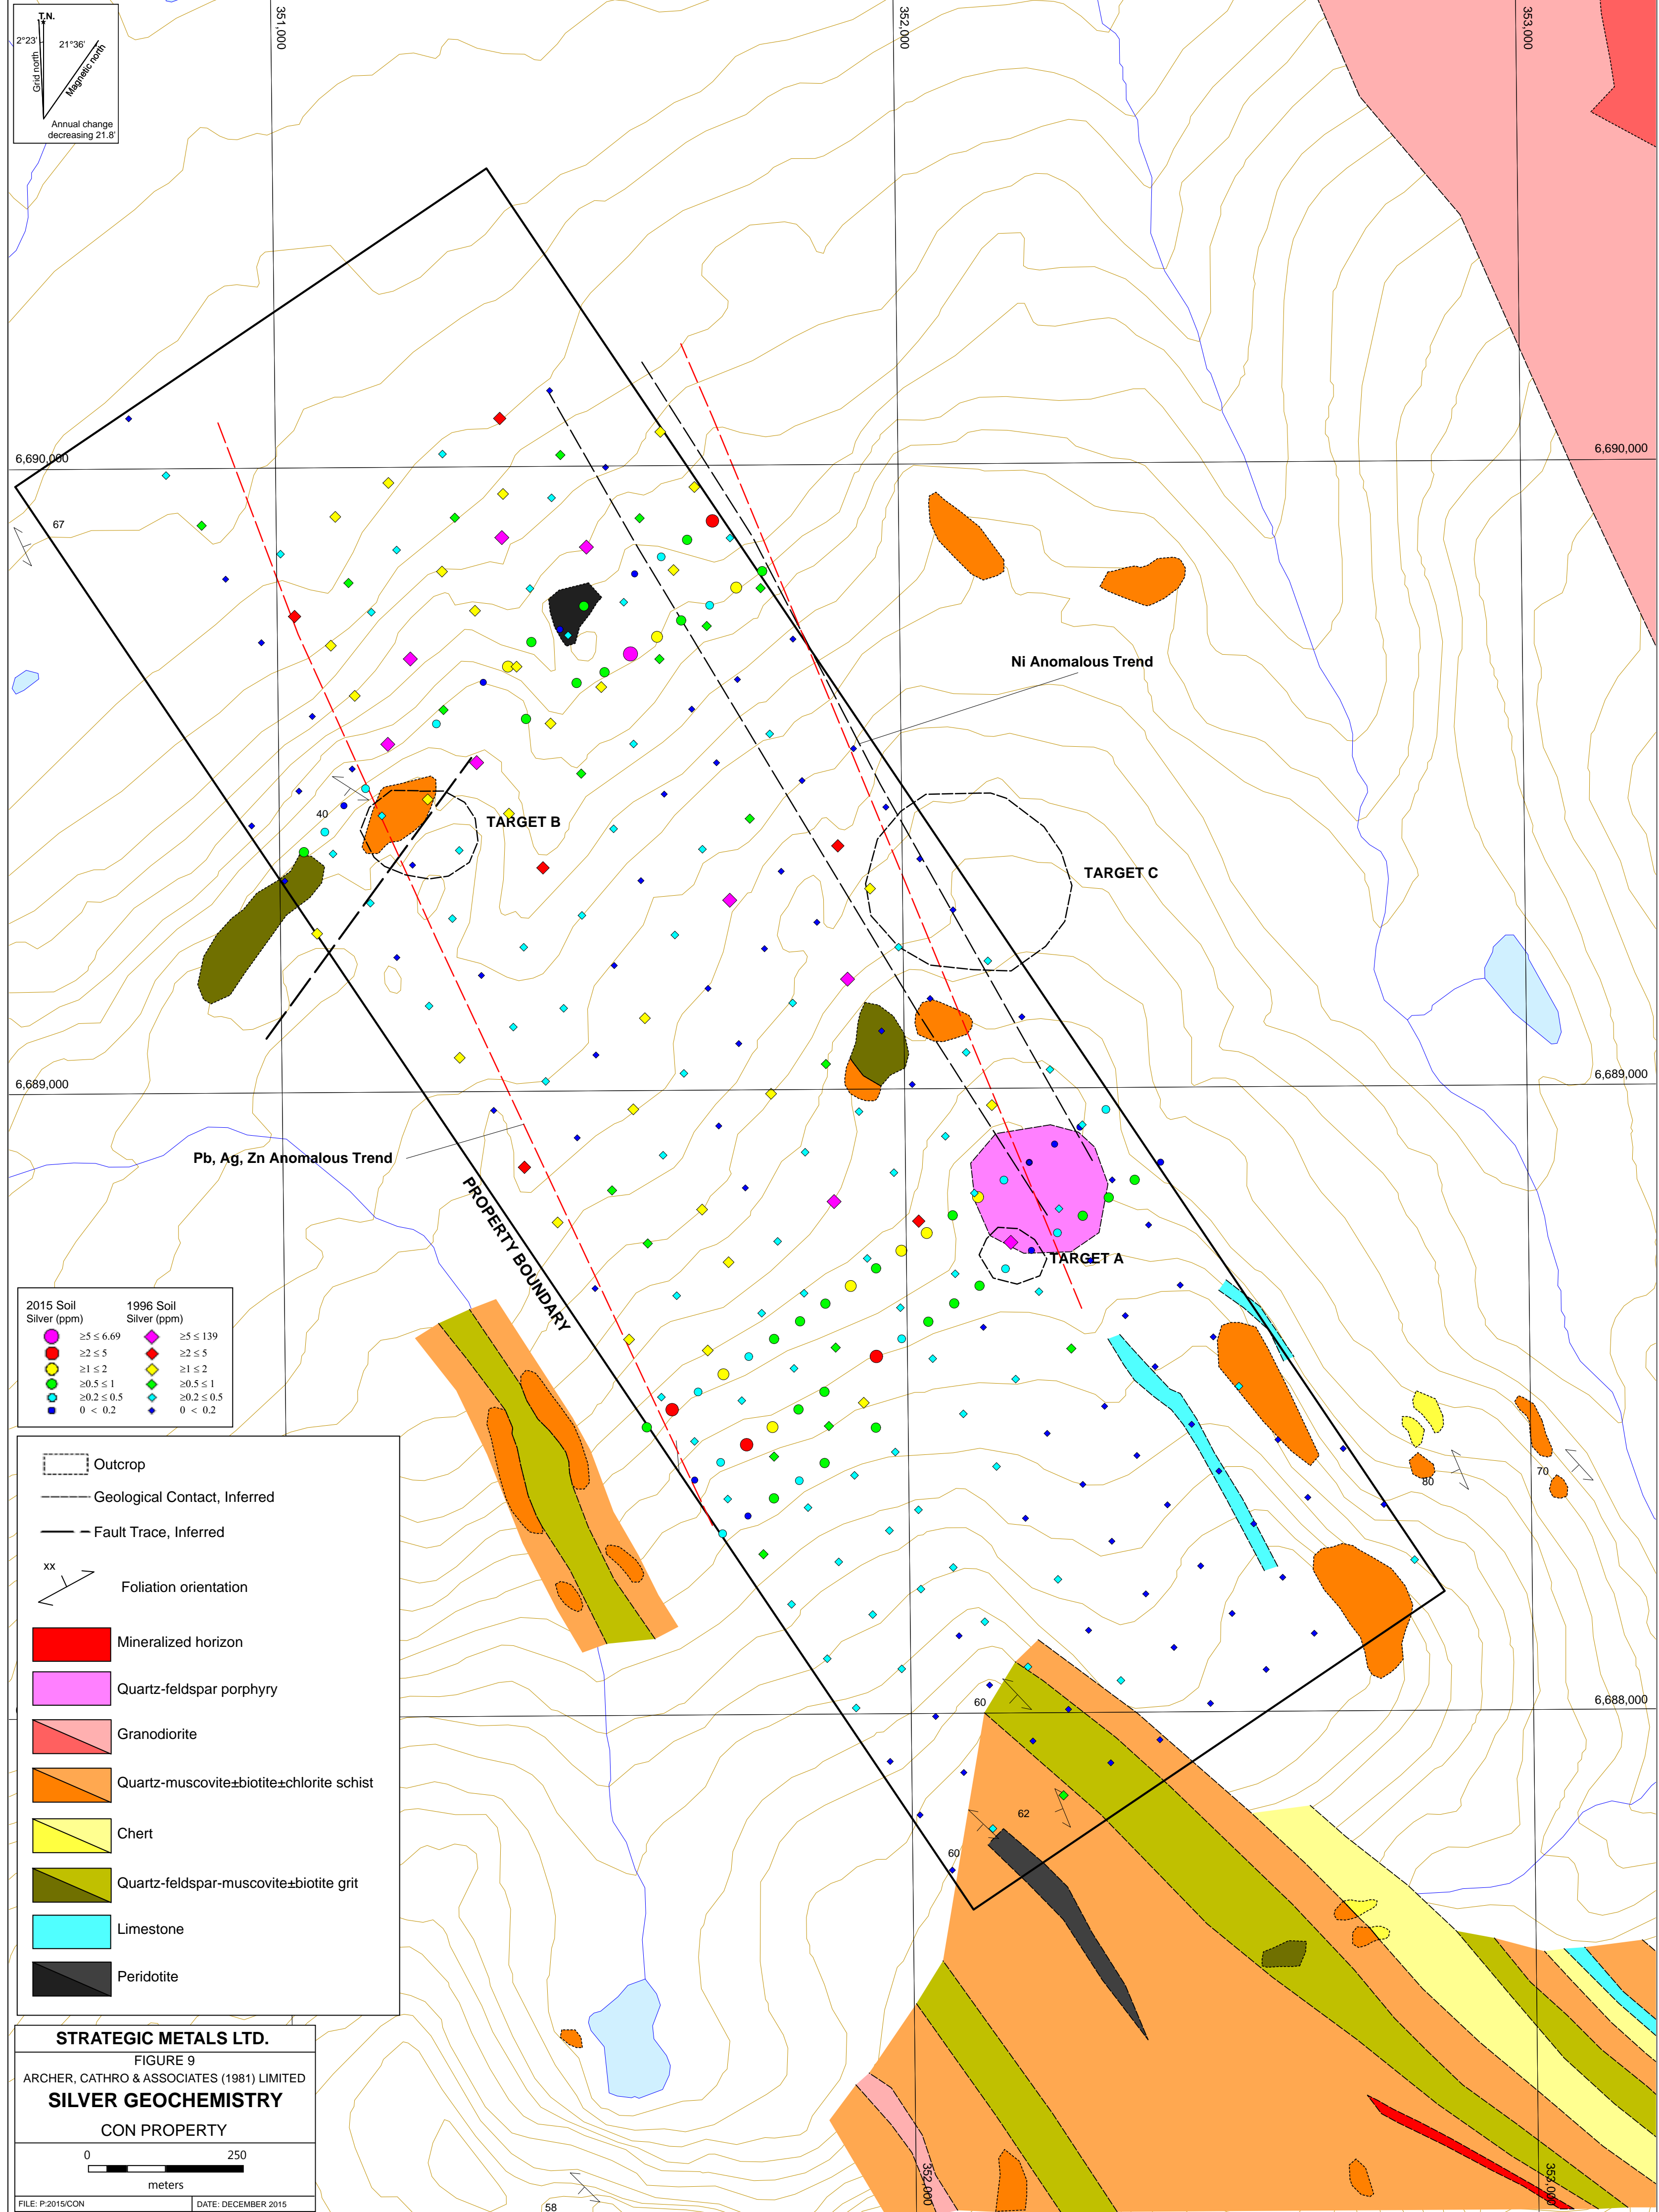 T.N.
2°23'
21°36'
Grid north
Magnetic north
Annual change
decreasing 21.8'
351,000
352,000
353,000
6,690,000
6,690,000
67
Ni Anomalous Trend
40
TARGET B
TARGET C
6,689,000
6,689,000
Pb, Ag, Zn Anomalous Trend
PROPERTY BOUNDARY
TARGET A
2015 Soil
Silver (ppm)
1996 Soil
Silver (ppm)
≥5 ≤ 6.69
≥5 ≤ 139
≥2 ≤ 5
≥2 ≤ 5
≥1 ≤ 2
≥1 ≤ 2
≥0.5 ≤ 1
≥0.5 ≤ 1
≥0.2 ≤ 0.5
≥0.2 ≤ 0.5
0 < 0.2
0 < 0.2
80
70
Outcrop
Geological Contact, Inferred
Fault Trace, Inferred
xx
Foliation orientation
Mineralized horizon
Quartz-feldspar porphyry
Granodiorite
Quartz-muscovite±biotite±chlorite schist
Chert
Quartz-feldspar-muscovite±biotite grit
Limestone
Peridotite
60
6,688,000
62
60
STRATEGIC METALS LTD.
FIGURE 9
ARCHER, CATHRO & ASSOCIATES (1981) LIMITED
SILVER GEOCHEMISTRY
CON PROPERTY
0 250
meters
FILE: P:2015/CON
DATE: DECEMBER 2015
58
352,000
353,000